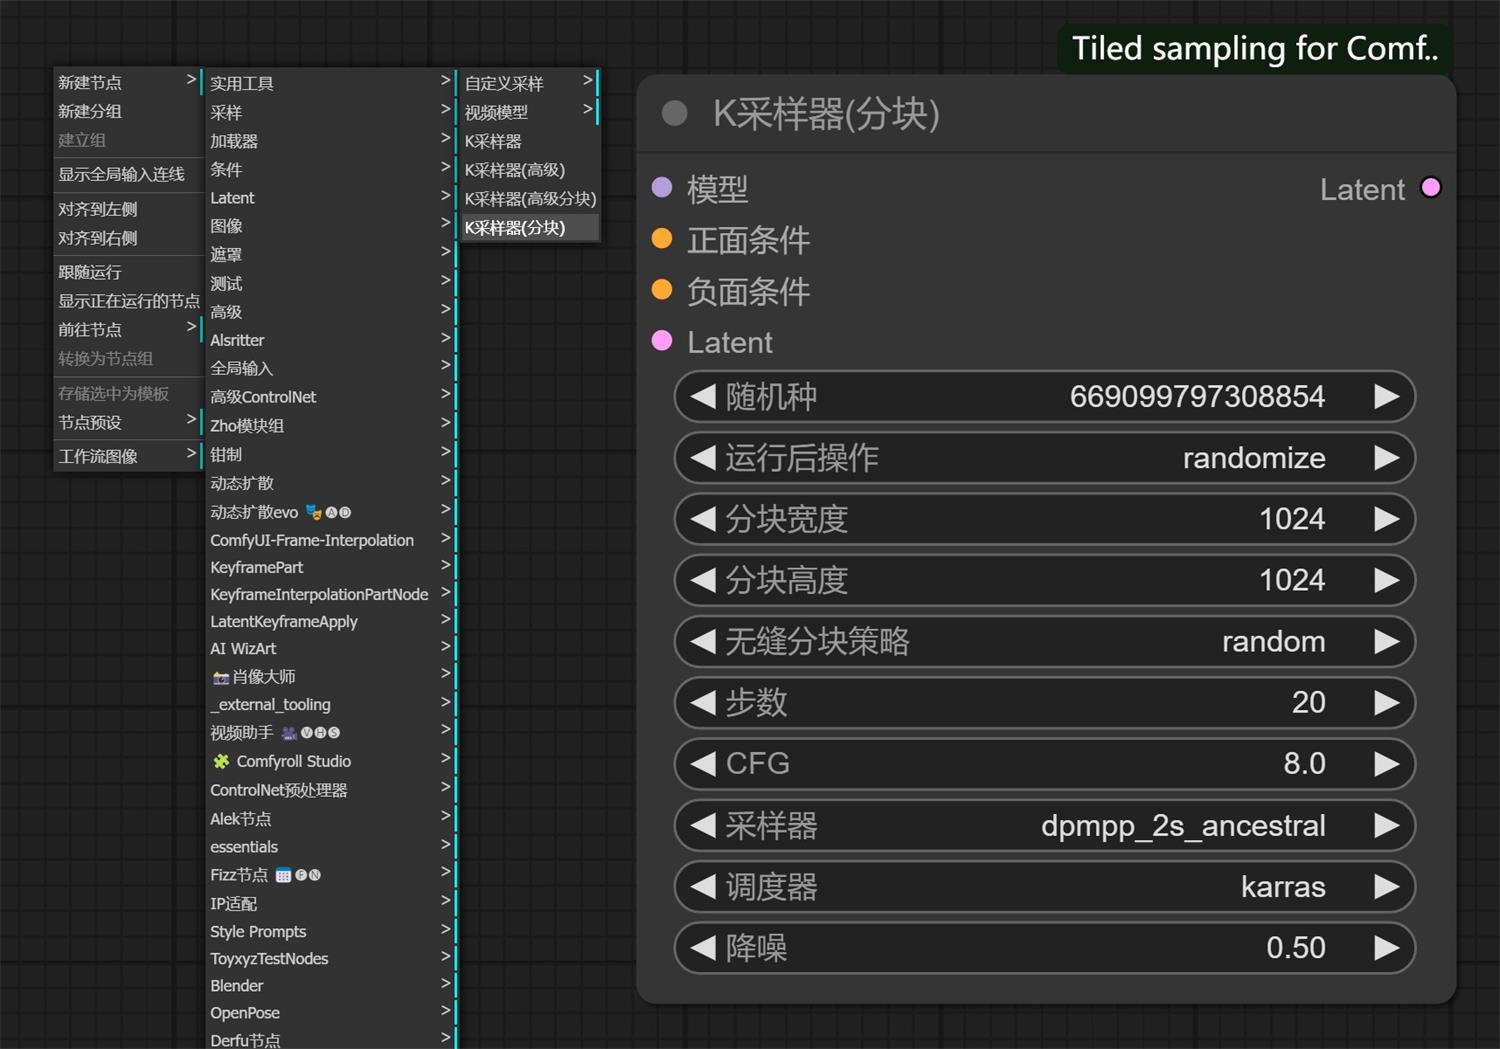 新建节点 >
新建分组
建立组
显示全局输入连线
对齐到左侧
对齐到右侧
跟随运行
显示正在运行的节点
前往节点 >
转换为节点组
存储选中为模板
节点预设 >
工作流图像 >
实用工具 >
采样 >
加载器 >
条件 >
Latent >
图像 >
遮罩 >
测试 >
高级 >
Alsritter >
全局输入 >
高级ControlNet >
Zho模块组 >
钳制 >
动态扩散 >
动态扩散evo 🎭🅐🅓 >
ComfyUI-Frame-Interpolation >
KeyframePart >
KeyframeInterpolationPartNode >
LatentKeyframeApply >
AI WizArt >
📸肖像大师 >
_external_tooling >
视频助手 🎥🅥🅗🅢 >
🧩 Comfyroll Studio >
ControlNet预处理器 >
Alek节点 >
essentials >
Fizz节点 📅🅕🅝 >
IP适配 >
Style Prompts >
ToyxyzTestNodes >
Blender >
OpenPose >
Derfu节点 >
自定义采样 >
视频模型 >
K采样器
K采样器(高级)
K采样器(高级分块)
K采样器(分块)
Tiled sampling for Comf..
K采样器(分块)
模型 Latent
正面条件
负面条件
Latent
随机种 669099797308854
运行后操作 randomize
分块宽度 1024
分块高度 1024
无缝分块策略 random
步数 20
CFG 8.0
采样器 dpmpp_2s_ancestral
调度器 karras
降噪 0.50